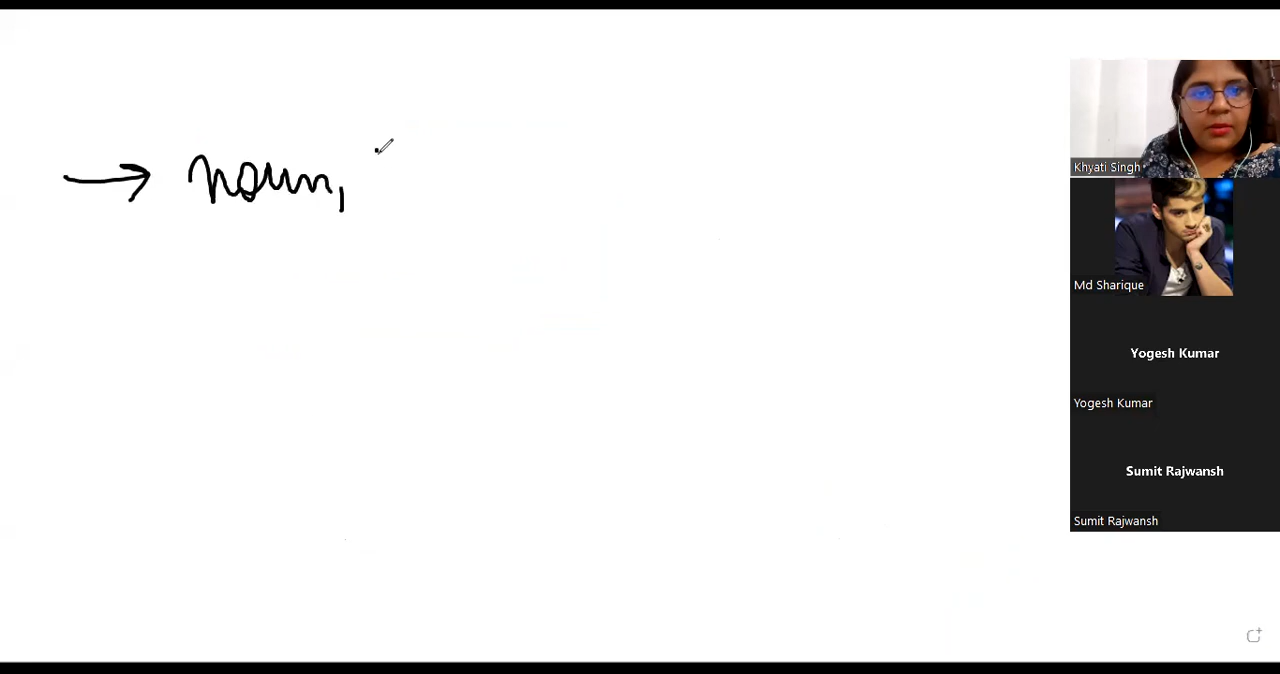 → noun,
Khyati Singh
Md Sharique
Yogesh Kumar
Yogesh Kumar
Sumit Rajwansh
Sumit Rajwansh